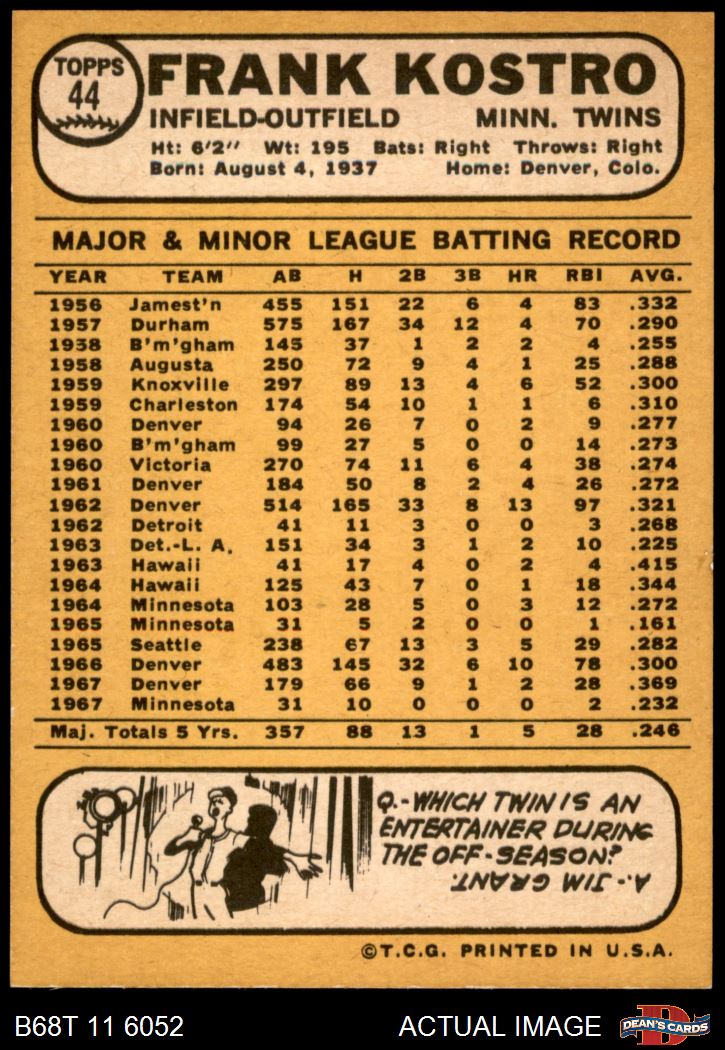 TOPPS
44
FRANK KOSTRO
INFIELD-OUTFIELD MINN. TWINS
Ht: 6'2" Wt: 195 Bats: Right Throws: Right
Born: August 4, 1937 Home: Denver, Colo.
MAJOR & MINOR LEAGUE BATTING RECORD
YEAR TEAM AB H 2B 3B HR RBI AVG.
1956 Jamest'n 455 151 22 6 4 83 .332
1957 Durham 575 167 34 12 4 70 .290
1958 B'm'gham 145 37 1 2 2 4 .255
1958 Augusta 250 72 9 4 1 25 .288
1959 Knoxville 297 89 13 4 6 52 .300
1959 Charleston 174 54 10 1 1 6 .310
1960 Denver 94 26 7 0 2 9 .277
1960 B'm'gham 99 27 5 0 0 14 .273
1960 Victoria 270 74 11 6 4 38 .274
1961 Denver 184 50 8 2 4 26 .272
1962 Denver 514 165 33 8 13 97 .321
1962 Detroit 41 11 3 0 0 3 .268
1963 Det.-L. A. 151 34 3 1 2 10 .225
1963 Hawaii 41 17 4 0 2 4 .415
1964 Hawaii 125 43 7 0 1 18 .344
1964 Minnesota 103 28 5 0 3 12 .272
1965 Minnesota 31 5 2 0 0 1 .161
1965 Seattle 238 67 13 3 5 29 .282
1966 Denver 483 145 32 6 10 78 .300
1967 Denver 179 66 9 1 2 28 .369
1967 Minnesota 31 10 0 0 0 2 .232
Maj. Totals 5 Yrs. 357 88 13 1 5 28 .246
Q.-WHICH TWIN IS AN
ENTERTAINER DURING
THE OFF-SEASON?
A.-JIM GRANT.
©T.C.G. PRINTED IN U.S.A.
B68T 11 6052 ACTUAL IMAGE DEAN'S CARDS